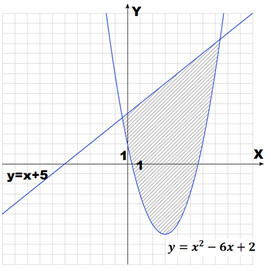 Y
X
1
1
y=x+5
y = x² − 6x + 2